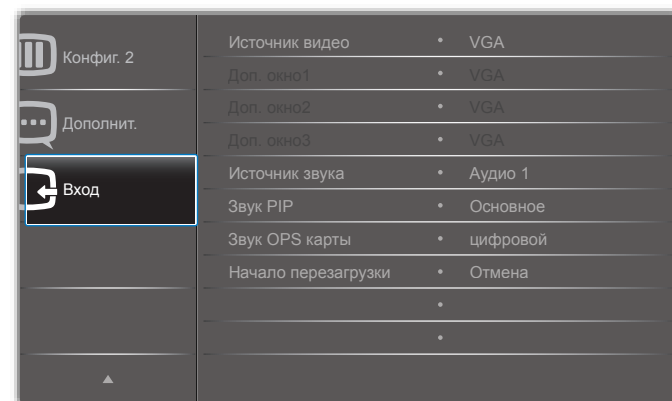 Конфиг. 2
Дополнит.
Вход
Источник видео • VGA
Доп. окно1 • VGA
Доп. окно2 • VGA
Доп. окно3 • VGA
Источник звука • Аудио 1
Звук PIP • Основное
Звук OPS карты • цифровой
Начало перезагрузки • Отмена
•
•